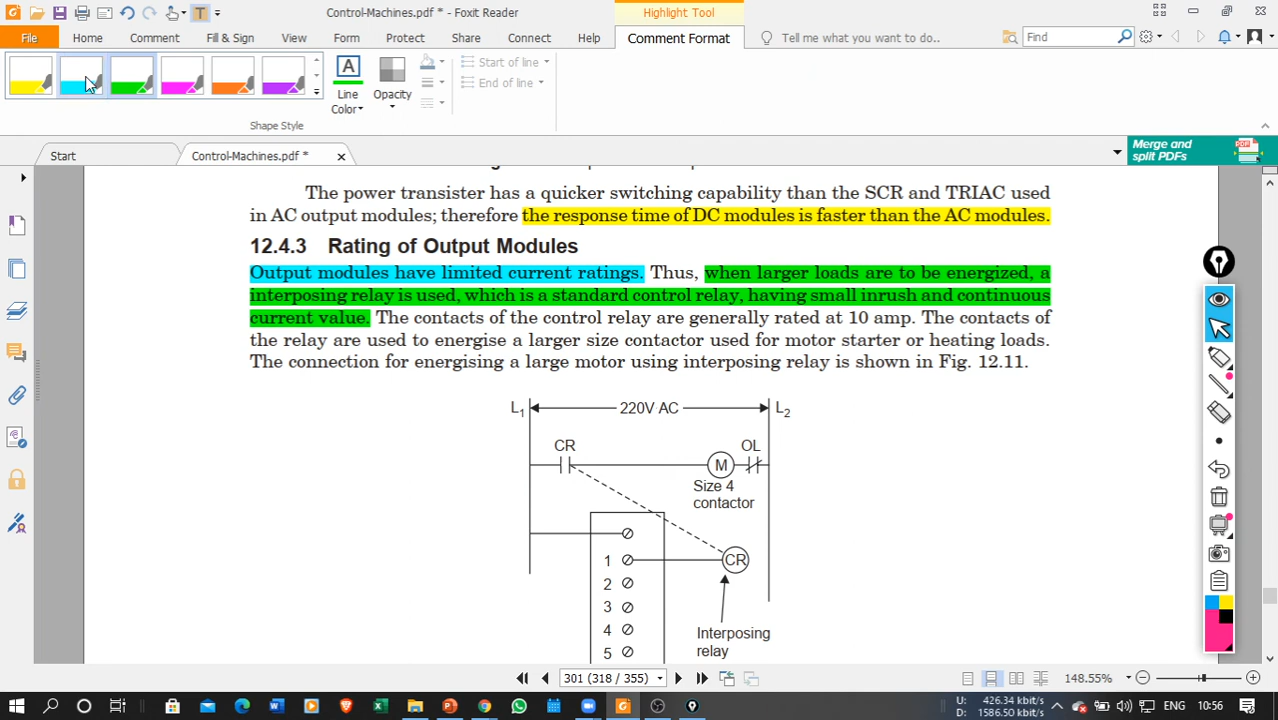 Control-Machines.pdf * - Foxit Reader
Highlight Tool
File
Home
Comment
Fill & Sign
View
Form
Protect
Share
Connect
Help
Comment Format
Tell me what you want to do..
Find
Line
Color
Opacity
Start of line
End of line
Shape Style
Start
Control-Machines.pdf *
Merge and
split PDFs
The power transister has a quicker switching capability than the SCR and TRIAC used
in AC output modules; therefore the response time of DC modules is faster than the AC modules.
12.4.3 Rating of Output Modules
Output modules have limited current ratings. Thus, when larger loads are to be energized, a
interposing relay is used, which is a standard control relay, having small inrush and continuous
current value. The contacts of the control relay are generally rated at 10 amp. The contacts of
the relay are used to energise a larger size contactor used for motor starter or heating loads.
The connection for energising a large motor using interposing relay is shown in Fig. 12.11.
L1
220V AC
L2
CR
OL
M
Size 4
contactor
1
CR
2
3
4
5
Interposing
relay
301 (318 / 355)
148.55%
U: 426.34 kbit/s
D: 1586.50 kbit/s
ENG
10:56